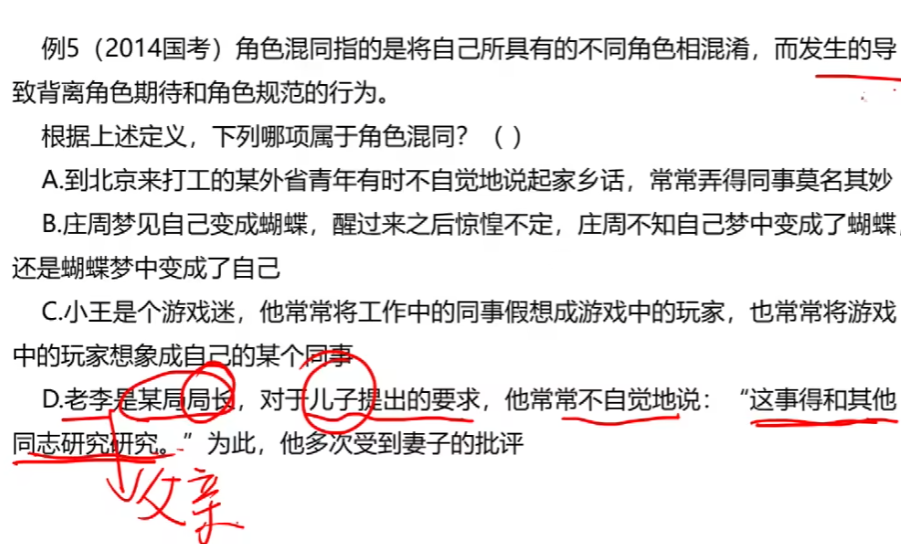 例5（2014国考）角色混同指的是将自己所具有的不同角色相混淆，而发生的导
致背离角色期待和角色规范的行为。
根据上述定义，下列哪项属于角色混同？（ ）
A.到北京来打工的某外省青年有时不自觉地说起家乡话，常常弄得同事莫名其妙
B.庄周梦见自己变成蝴蝶，醒过来之后惊惶不定，庄周不知自己梦中变成了蝴蝶，
还是蝴蝶梦中变成了自己
C.小王是个游戏迷，他常常将工作中的同事假想成游戏中的玩家，也常常将游戏
中的玩家想象成自己的某个同事
D.老李是某局局长，对于儿子提出的要求，他常常不自觉地说：“这事得和其他
同志研究研究。”为此，他多次受到妻子的批评
父亲